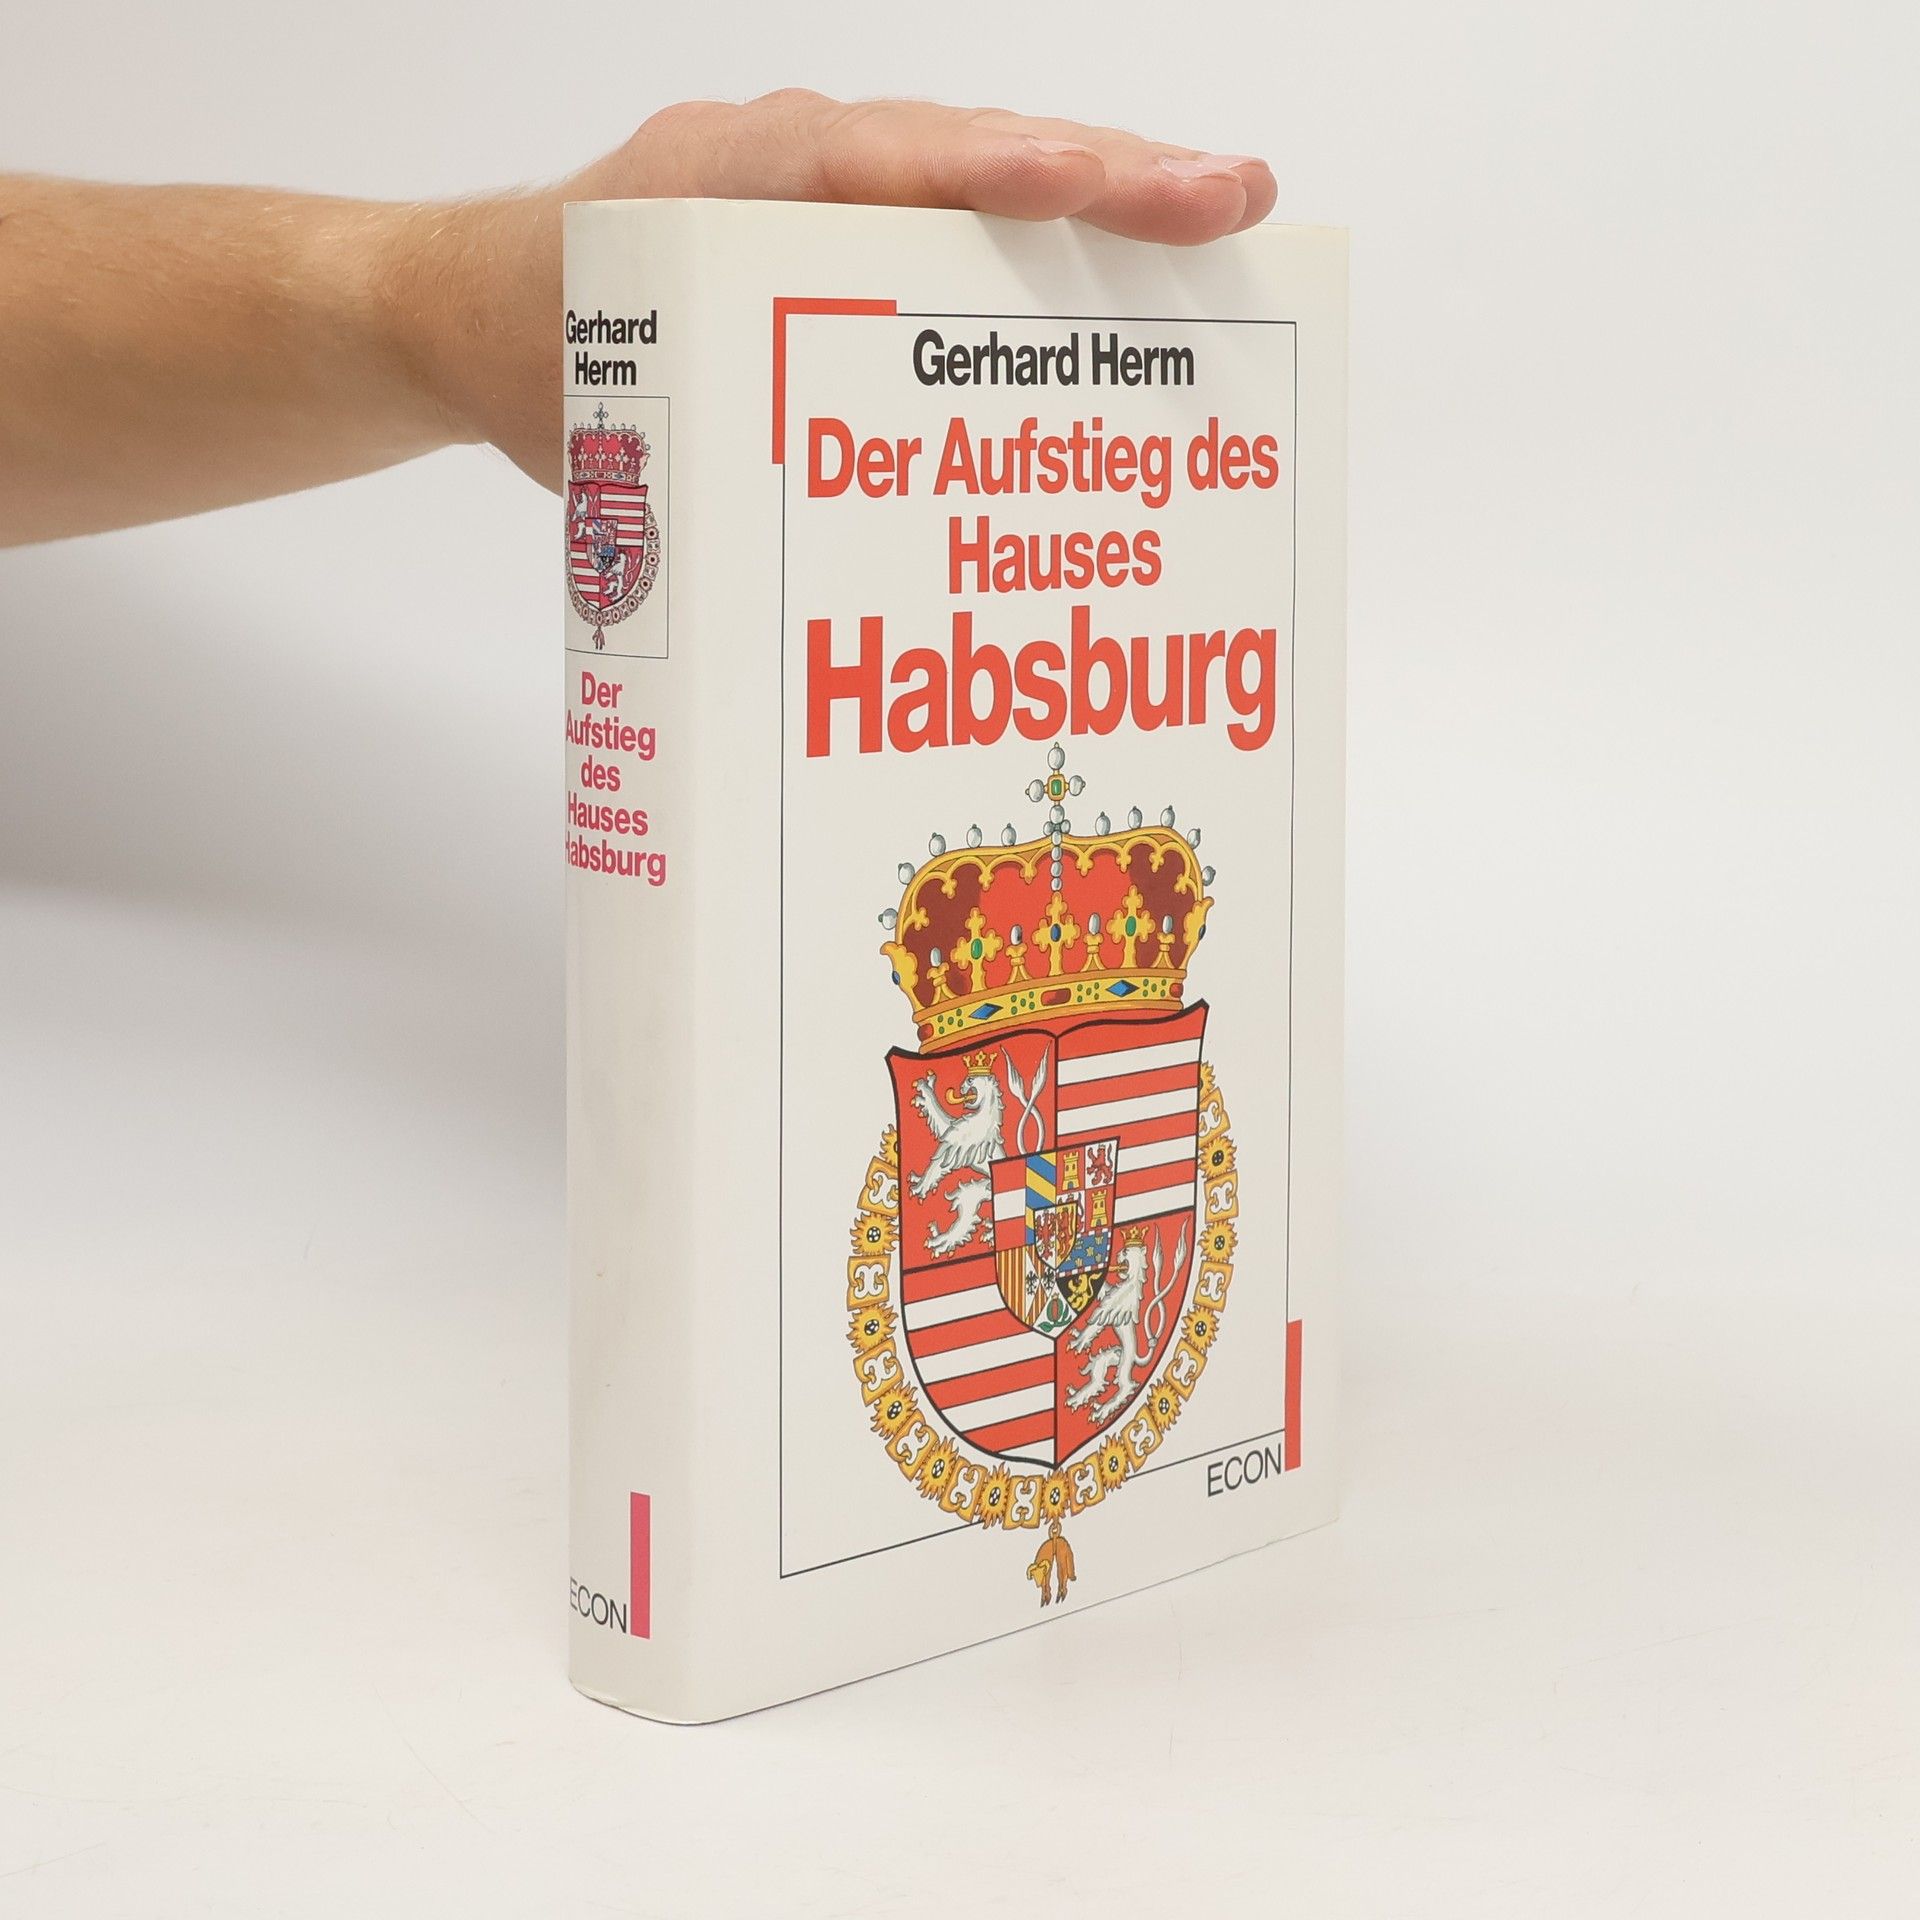 Gerhard
Herm
Der
Aufstieg
des
Hauses
Habsburg
ECON
Gerhard Herm
Der Aufstieg des
Hauses
Habsburg
ECON